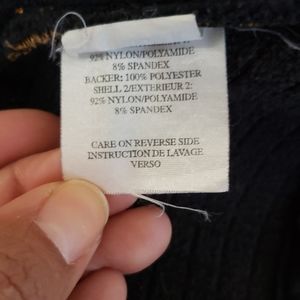 92% NYLON/POLYAMIDE
8% SPANDEX
BACKER: 100% POLYESTER
SHELL 2/EXTERIEUR 2:
92% NYLON/POLYAMIDE
8% SPANDEX
CARE ON REVERSE SIDE
INSTRUCTION DE LAVAGE
VERSO